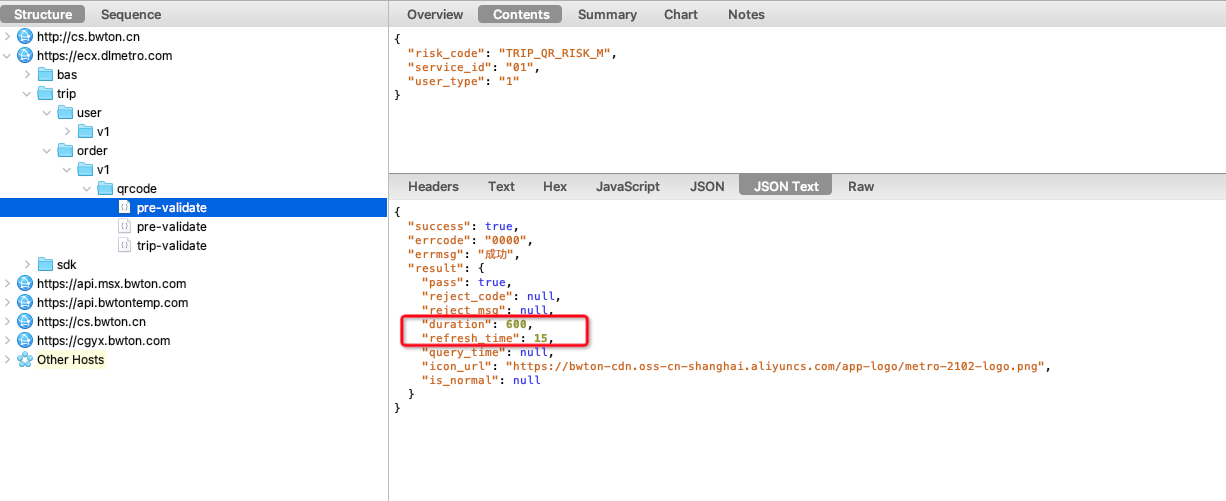 Structure
Sequence
http://cs.bwton.cn
https://ecx.dlmetro.com
bas
trip
user
v1
order
v1
qrcode
pre-validate
pre-validate
trip-validate
sdk
https://api.msx.bwton.com
https://api.bwtontemp.com
https://cs.bwton.cn
https://cgyx.bwton.com
Other Hosts
Overview Contents Summary Chart Notes
{
"risk_code": "TRIP_QR_RISK_M",
"service_id": "01",
"user_type": "1"
}
Headers Text Hex JavaScript JSON JSON Text Raw
{
"success": true,
"errcode": "0000",
"errmsg": "成功",
"result": {
"pass": true,
"reject_code": null,
"reject_msg": null,
"duration": 600,
"refresh_time": 15,
"query_time": null,
"icon_url": "https://bwton-cdn.oss-cn-shanghai.aliyuncs.com/app-logo/metro-2102-logo.png",
"is_normal": null
}
}